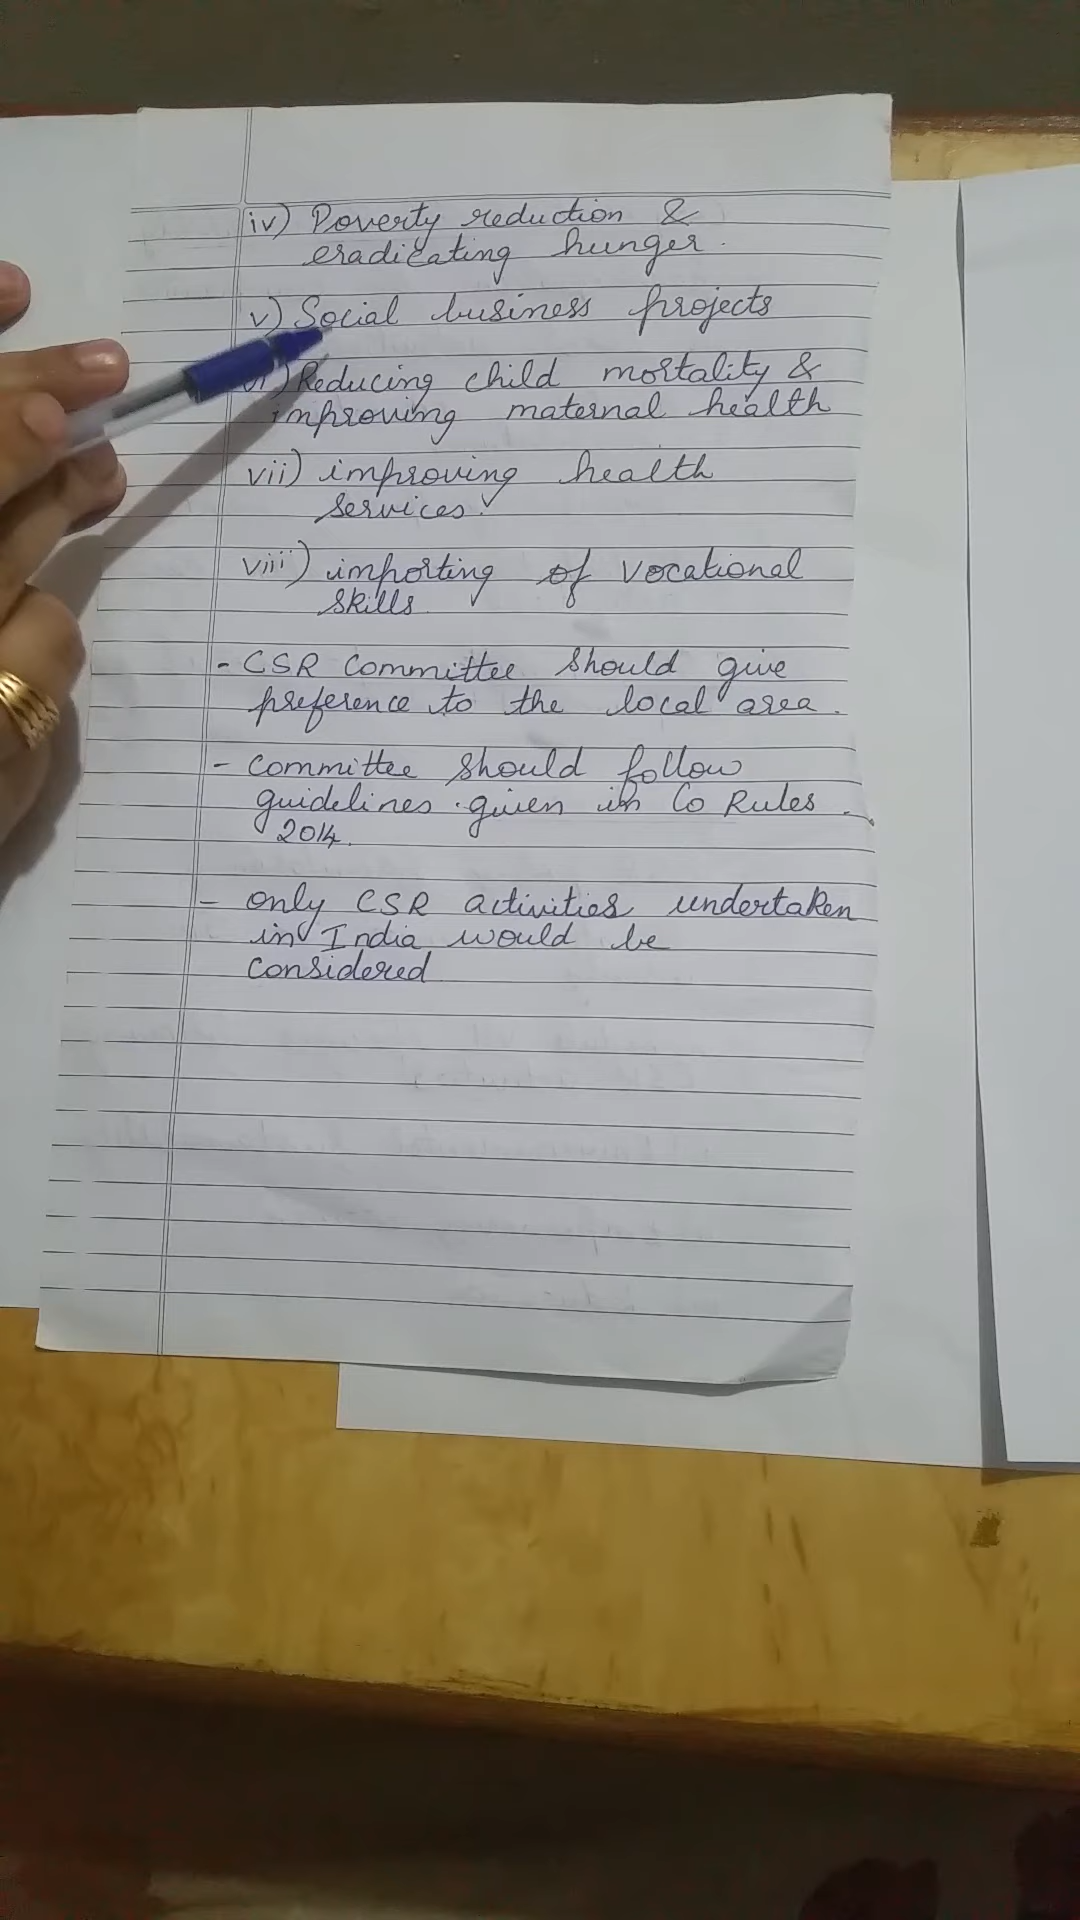 iv) Poverty reduction &
eradicating hunger.
v) Social business projects
vi) Reducing child mortality &
improving maternal health
vii) improving health
services.
viii) importing of vocational
skills
- CSR committee should give
preference to the local area.
- committee should follow
guidelines given in Co Rules.
2014.
- only CSR activities undertaken
in India would be
considered